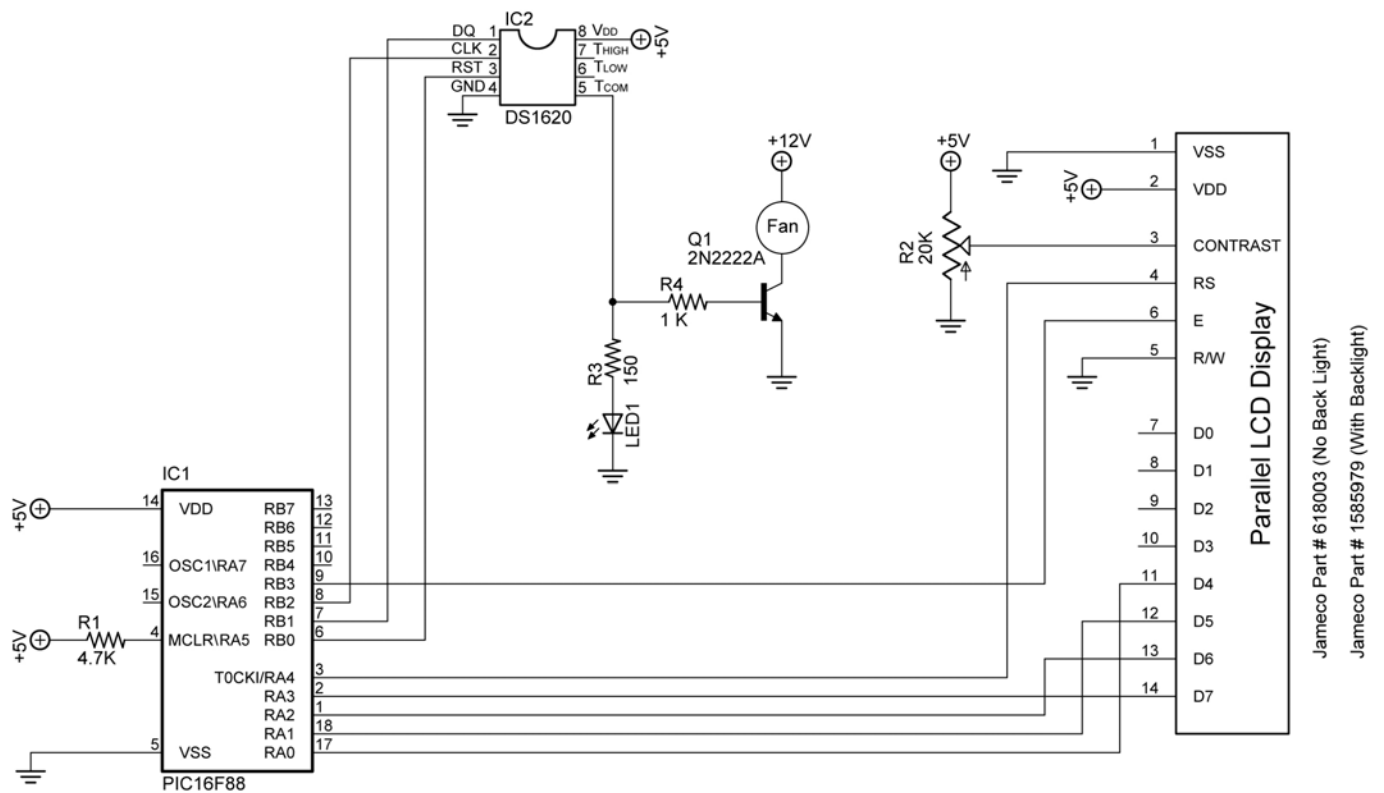 IC2
DQ 1
CLK 2
RST 3
GND 4
8 VDD
7 THIGH
6 TLOW
5 TCOM
+5V
DS1620
+12V
Fan
Q1
2N2222A
R4
1 K
R3
150
LED1
+5V
R2
20K
+5V
1 VSS
2 VDD
3 CONTRAST
4 RS
6 E
5 R/W
7 D0
8 D1
9 D2
10 D3
11 D4
12 D5
13 D6
14 D7
Parallel LCD Display
Jameco Part # 618003 (No Back Light)
Jameco Part # 1585979 (With Backlight)
IC1
+5V
14 VDD
16 OSC1\RA7
15 OSC2\RA6
+5V
R1
4.7K
4 MCLR\RA5
5 VSS
RB7 13
RB6 12
RB5 11
RB4 10
RB3 9
RB2 8
RB1 7
RB0 6
T0CKI/RA4 3
RA3 2
RA2 1
RA1 18
RA0 17
PIC16F88